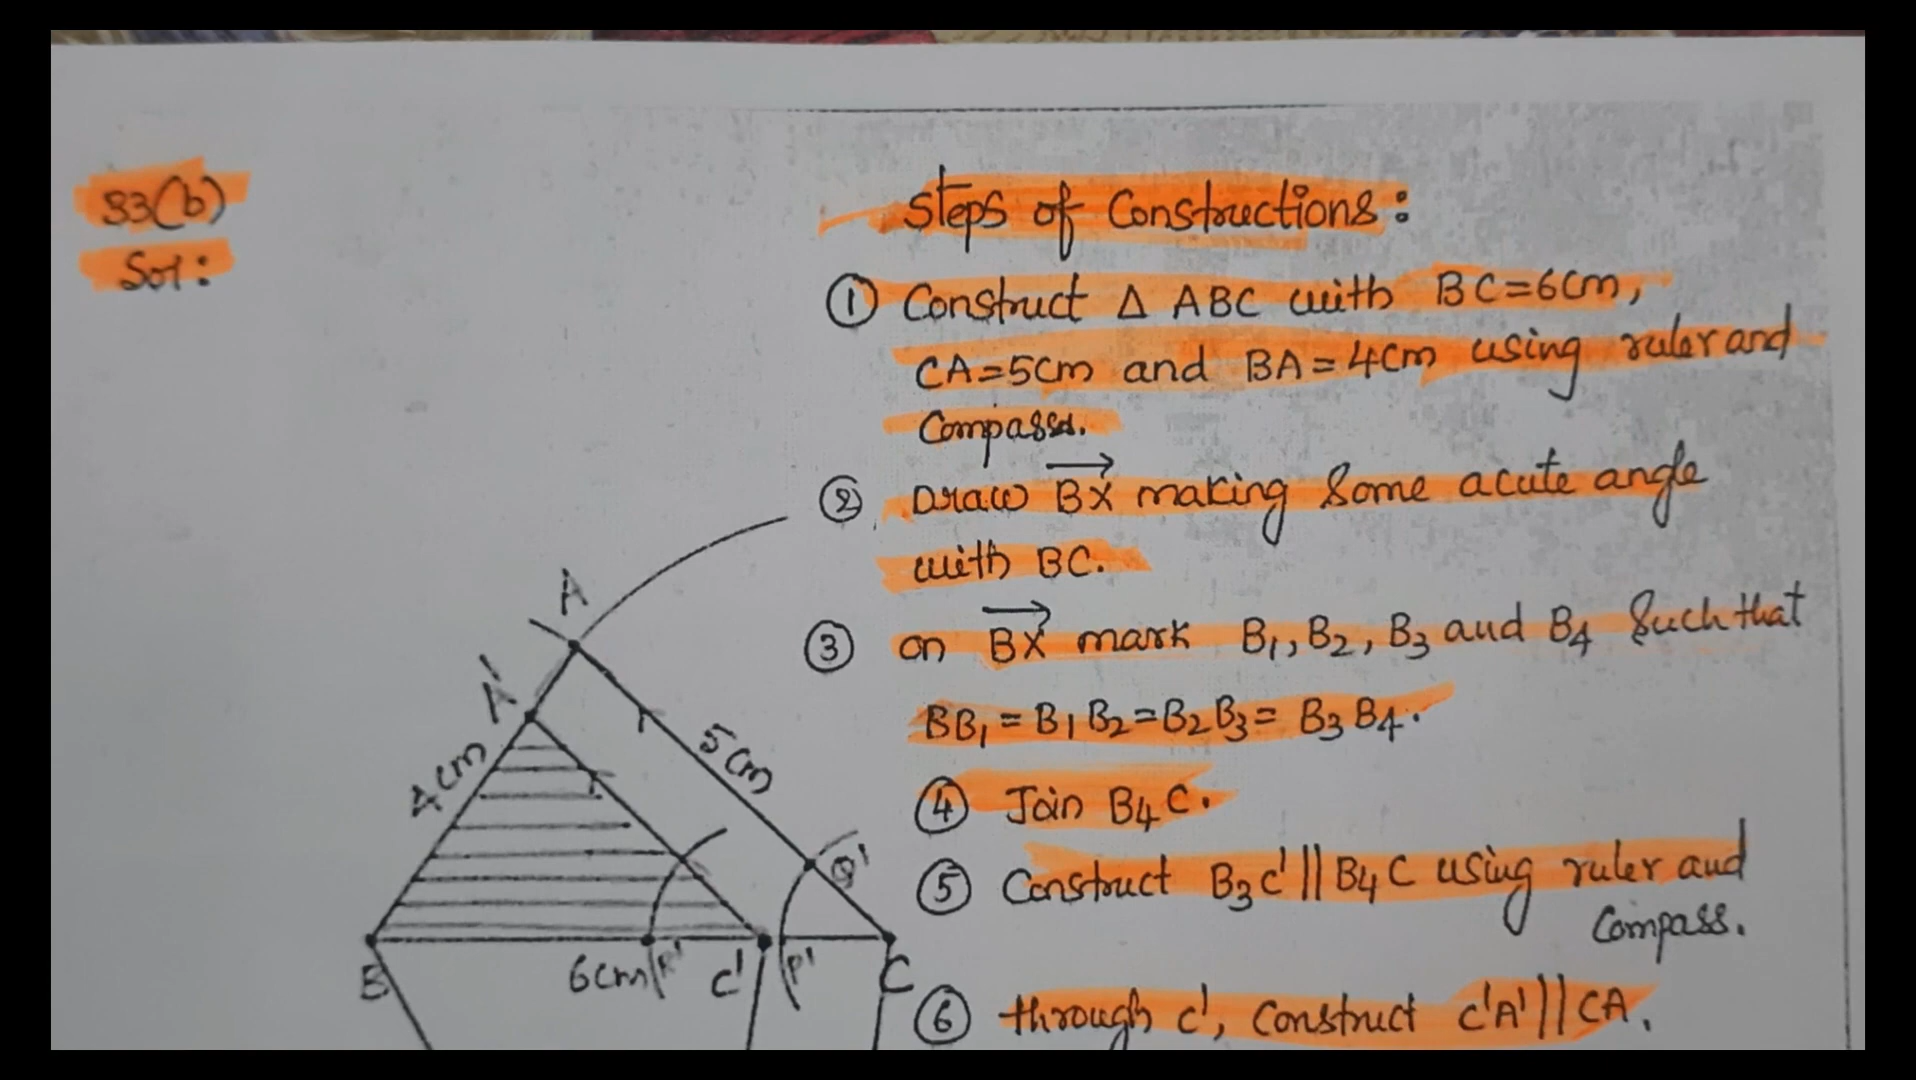 33(b)
Sol:
Steps of Constructions:
① Construct Δ ABC with BC=6cm,
CA=5cm and BA=4cm using ruler and
Compass.
② Draw BX making Some acute angle
with BC.
③ on BX mark B₁, B₂, B₃ and B₄ Such that
BB₁ = B₁B₂ = B₂B₃ = B₃B₄.
④ Join B₄C.
⑤ Construct B₃C' || B₄C using ruler and
Compass.
⑥ through C', Construct C'A' || CA.
A
A'
4cm
5cm
Q'
B
6cm
C'
P'
C